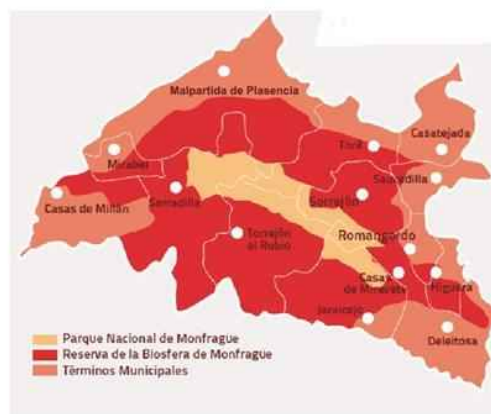 Malpartida de Plasencia
Casatejada
Toril
Mirabel
Saucedilla
Casas de Millán
Serradilla
Serrejón
Torrejón
el Rubio
Romangordo
Casas
de Miravete
Higuera
Jaraicejo
Deleitosa
Parque Nacional de Monfrague
Reserva de la Biosfera de Monfrague
Términos Municipales